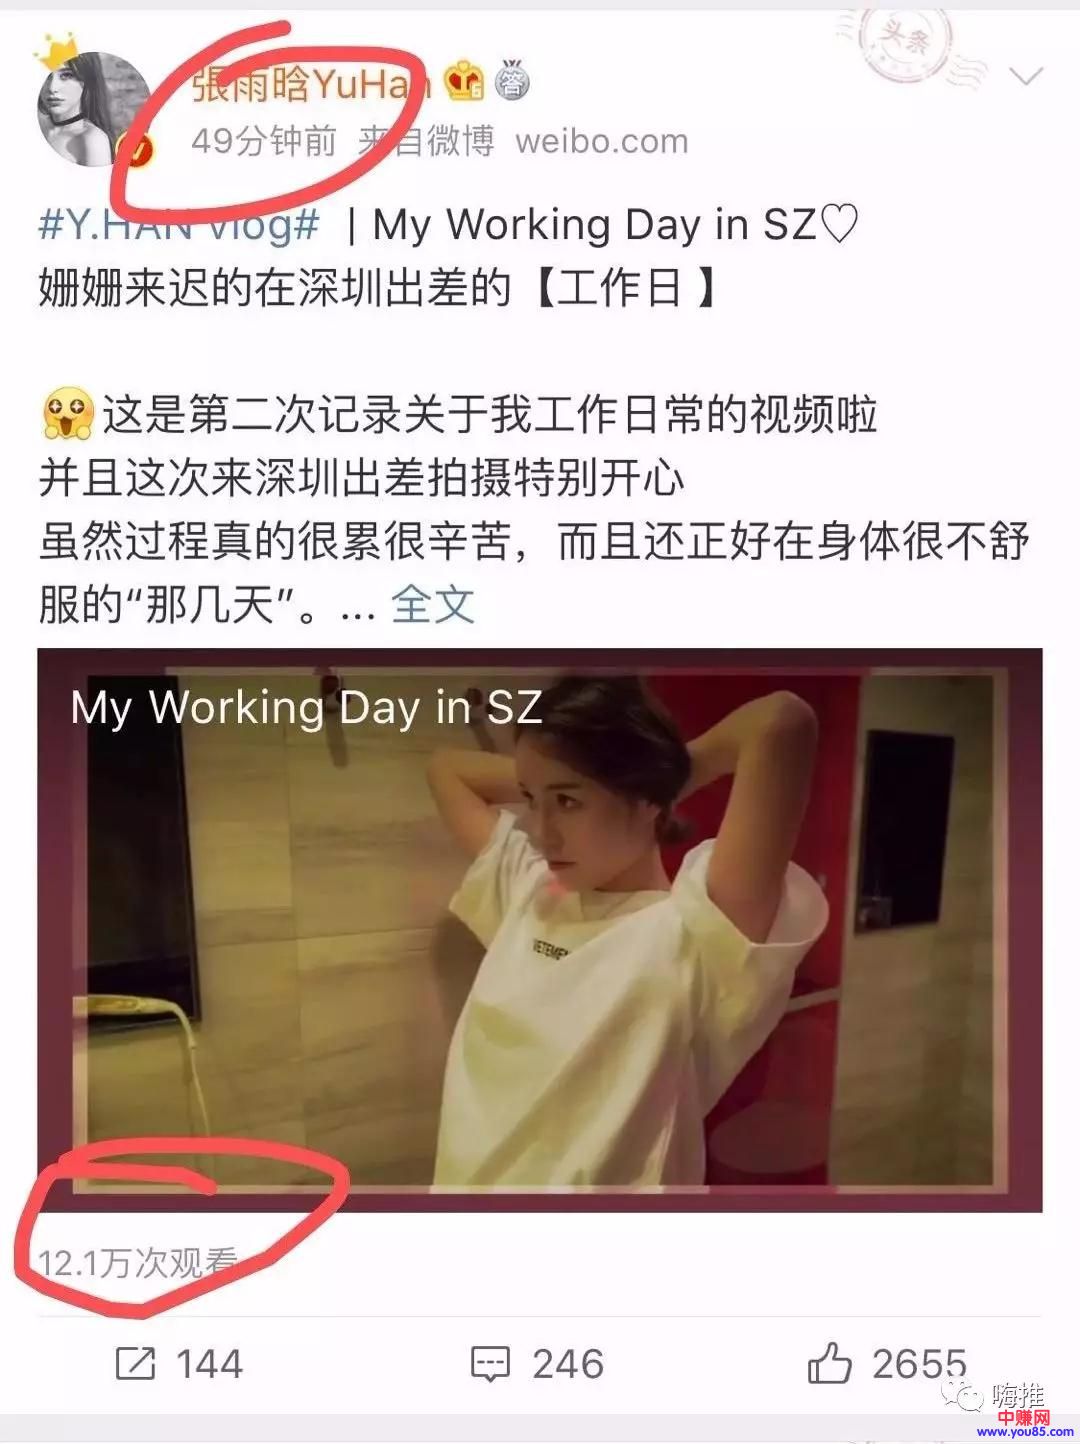 头条
張雨晗YuHan
答
49分钟前 来自微博 weibo.com
#Y.HAN vlog# | My Working Day in SZ♡
姗姗来迟的在深圳出差的【工作日 】
这是第二次记录关于我工作日常的视频啦
并且这次来深圳出差拍摄特别开心
虽然过程真的很累很辛苦，而且还正好在身体很不舒
服的“那几天”。... 全文
My Working Day in SZ
VETEMEN
12.1万次观看
144 246 2655
嗨推
中赚网
www.you85.com